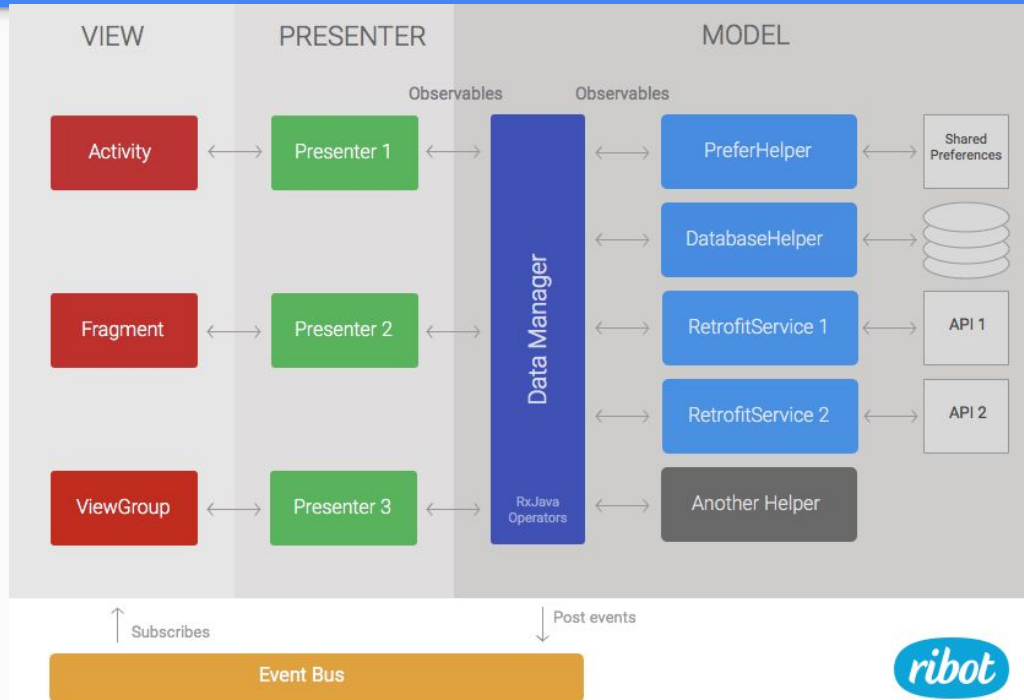 VIEW
PRESENTER
MODEL
Observables
Observables
Activity
Presenter 1
PreferHelper
Shared
Preferences
DatabaseHelper
Data Manager
Fragment
Presenter 2
RetrofitService 1
API 1
RetrofitService 2
API 2
ViewGroup
Presenter 3
RxJava
Operators
Another Helper
Subscribes
Post events
Event Bus
ribot